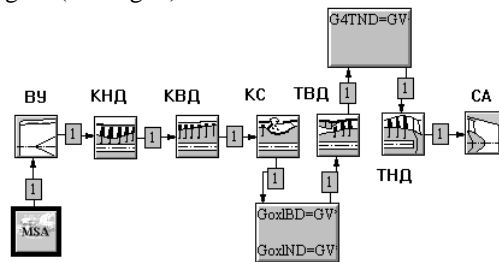 G4TND=GV
ВУ КНД КВД КС ТВД СА
1 1
1 1 1 1
ТНД
1 1 1
MSA
GoxlBD=GV
GoxlND=GV